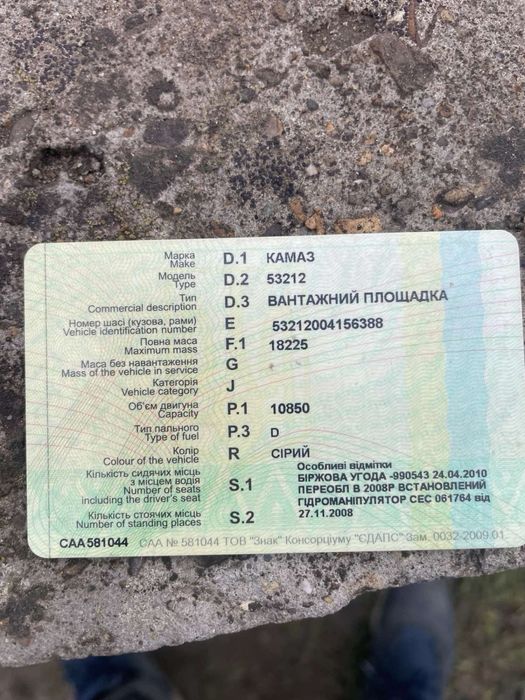 Марка D.1 КАМАЗ
Make
Модель D.2 53212
Type
Тип D.3 ВАНТАЖНИЙ ПЛОЩАДКА
Commercial description
Номер шасі (кузова, рами) E 53212004156388
Vehicle identification number
Повна маса F.1 18225
Maximum mass
Маса без навантаження G
Mass of the vehicle in service
Категорія J
Vehicle category
Об'єм двигуна P.1 10850
Capacity
Тип пального P.3 D
Type of fuel
Колір R СІРИЙ
Colour of the vehicle
Кількість сидячих місць
з місцем водія
Number of seats
including the driver's seat
S.1
Кількість стоячих місць
Number of standing places
S.2
Особливі відмітки
БІРЖОВА УГОДА -990543 24.04.2010
ПЕРЕОБЛ В 2008Р ВСТАНОВЛЕНИЙ
ГІДРОМАНІПУЛЯТОР СЕС 061764 від
27.11.2008
САА581044 САА № 581044 ТОВ "Знак" Консорціуму "ЄДАПС" Зам. 0032-2009.01